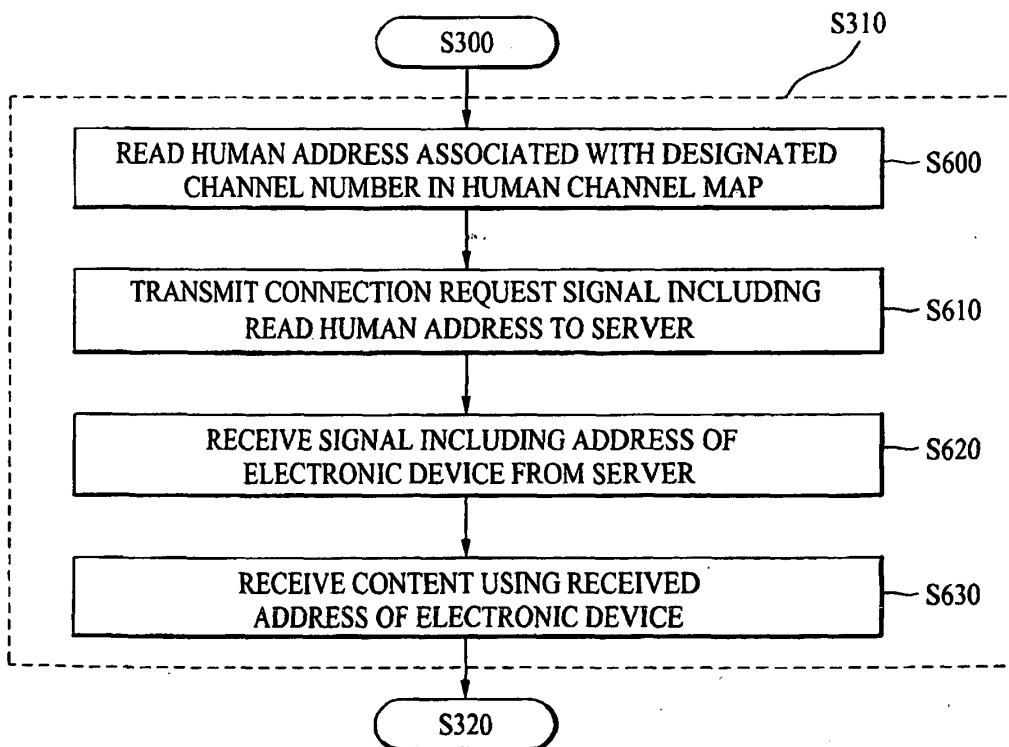 S300
S310
READ HUMAN ADDRESS ASSOCIATED WITH DESIGNATED
CHANNEL NUMBER IN HUMAN CHANNEL MAP
S600
TRANSMIT CONNECTION REQUEST SIGNAL INCLUDING
READ HUMAN ADDRESS TO SERVER
S610
RECEIVE SIGNAL INCLUDING ADDRESS OF
ELECTRONIC DEVICE FROM SERVER
S620
RECEIVE CONTENT USING RECEIVED
ADDRESS OF ELECTRONIC DEVICE
S630
S320